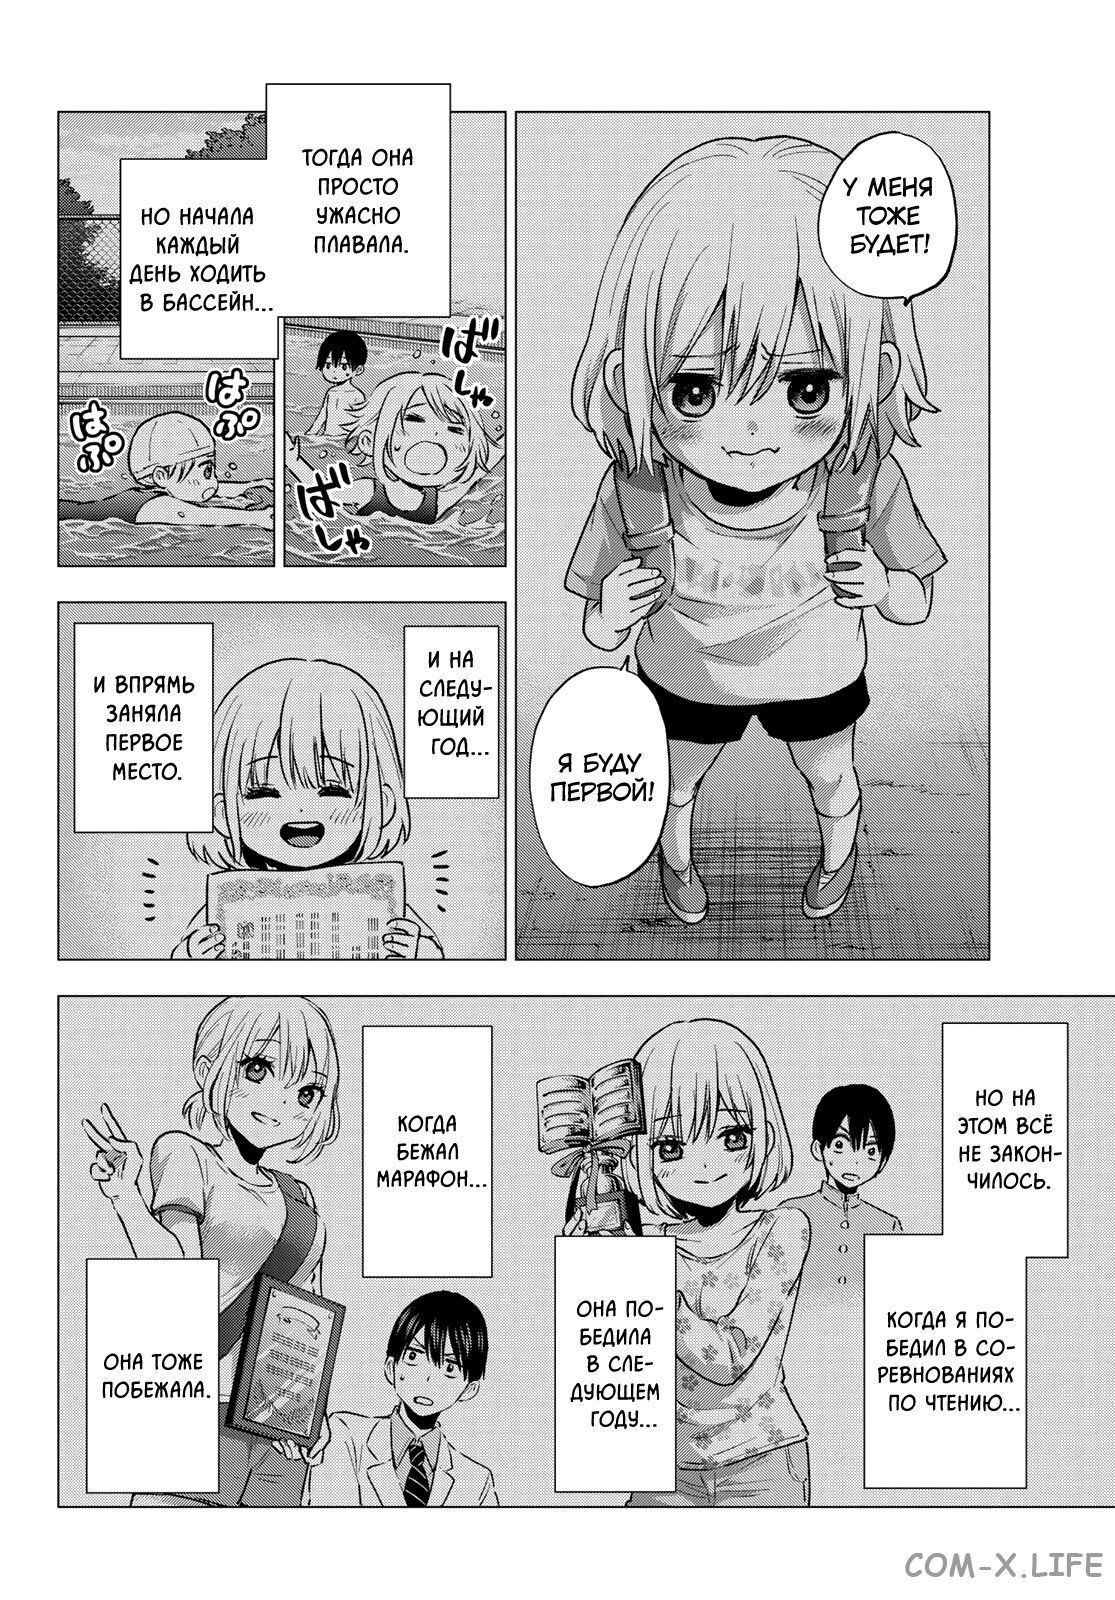 У МЕНЯ
ТОЖЕ
БУДЕТ!
Я БУДУ
ПЕРВОЙ!
ТОГДА ОНА
ПРОСТО
УЖАСНО
ПЛАВАЛА.
ばしゃ
ばしゃ
НО НАЧАЛА
КАЖДЫЙ
ДЕНЬ ХОДИТЬ
В БАССЕЙН...
はぷ
はぷ
И НА
СЛЕДУ-
ЮЩИЙ
ГОД...
И ВПРЯМЬ
ЗАНЯЛА
ПЕРВОЕ
МЕСТО.
НО НА
ЭТОМ ВСЁ
НЕ ЗАКОН-
ЧИЛОСЬ.
КОГДА Я ПО-
БЕДИЛ В СО-
РЕВНОВАНИЯХ
ПО ЧТЕНИЮ...
ОНА ПО-
БЕДИЛА
В СЛЕ-
ДУЮЩЕМ
ГОДУ...
КОГДА
БЕЖАЛ
МАРАФОН...
ОНА ТОЖЕ
ПОБЕЖАЛА.
COM-X.LIFE